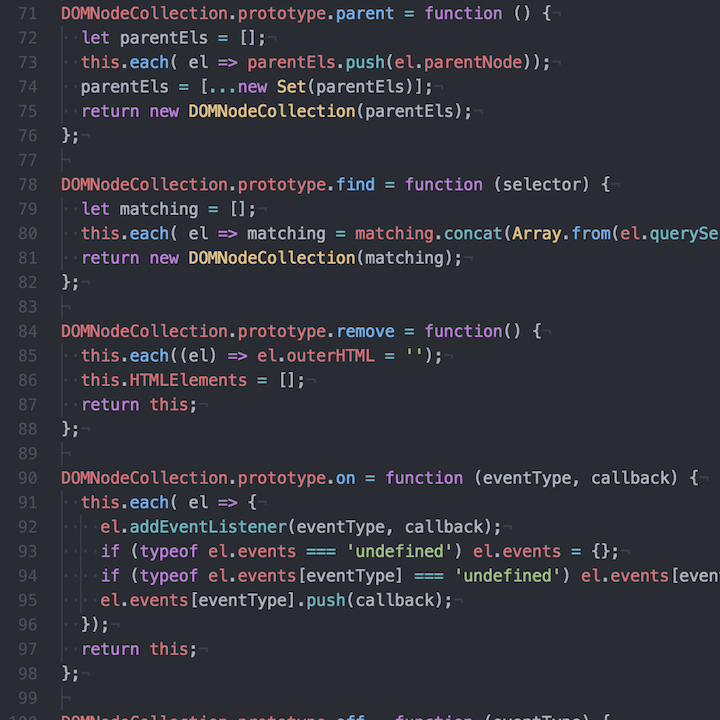 71 DOMNodeCollection.prototype.parent = function () {¬
72 let parentEls = [];¬
73 this.each( el => parentEls.push(el.parentNode));¬
74 parentEls = [...new Set(parentEls)];¬
75 return new DOMNodeCollection(parentEls);¬
76 };¬
77 ¬
78 DOMNodeCollection.prototype.find = function (selector) {¬
79 let matching = [];¬
80 this.each( el => matching = matching.concat(Array.from(el.querySe
81 return new DOMNodeCollection(matching);¬
82 };¬
83 ¬
84 DOMNodeCollection.prototype.remove = function() {¬
85 this.each((el) => el.outerHTML = '');¬
86 this.HTMLElements = [];¬
87 return this;¬
88 };¬
89 ¬
90 DOMNodeCollection.prototype.on = function (eventType, callback) {¬
91 this.each( el => {¬
92 el.addEventListener(eventType, callback);¬
93 if (typeof el.events === 'undefined') el.events = {};¬
94 if (typeof el.events[eventType] === 'undefined') el.events[even
95 el.events[eventType].push(callback);¬
96 });¬
97 return this;¬
98 };¬
99 ¬
100 DOMNodeCollection.prototype.off = function (eventType) {